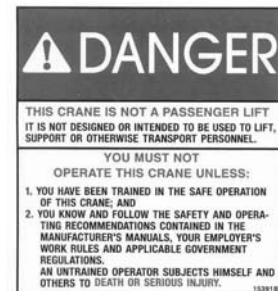 DANGER
THIS CRANE IS NOT A PASSENGER LIFT
IT IS NOT DESIGNED OR INTENDED TO BE USED TO LIFT,
SUPPORT OR OTHERWISE TRANSPORT PERSONNEL.
YOU MUST NOT
OPERATE THIS CRANE UNLESS:
1. YOU HAVE BEEN TRAINED IN THE SAFE OPERATION
OF THIS CRANE; AND
2. YOU KNOW AND FOLLOW THE SAFETY AND OPERA-
TING RECOMMENDATIONS CONTAINED IN THE
MANUFACTURER'S MANUALS, YOUR EMPLOYER'S
WORK RULES AND APPLICABLE GOVERNMENT
REGULATIONS.
AN UNTRAINED OPERATOR SUBJECTS HIMSELF AND
OTHERS TO DEATH OR SERIOUS INJURY.